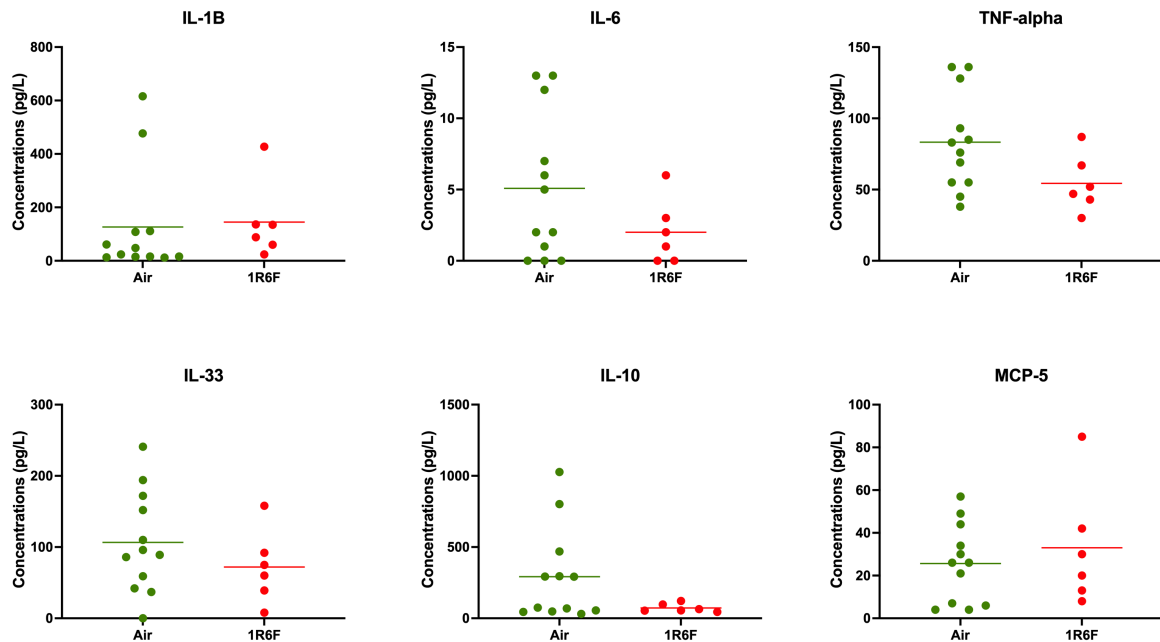 IL-1B
Concentrations (pg/L)
800
600
400
200
0
Air
1R6F
IL-6
Concentrations (pg/L)
15
10
5
0
Air
1R6F
TNF-alpha
Concentrations (pg/L)
150
100
50
0
Air
1R6F
IL-33
Concentrations (pg/L)
300
200
100
0
Air
1R6F
IL-10
Concentrations (pg/L)
1500
1000
500
0
Air
1R6F
MCP-5
Concentrations (pg/L)
100
80
60
40
20
0
Air
1R6F